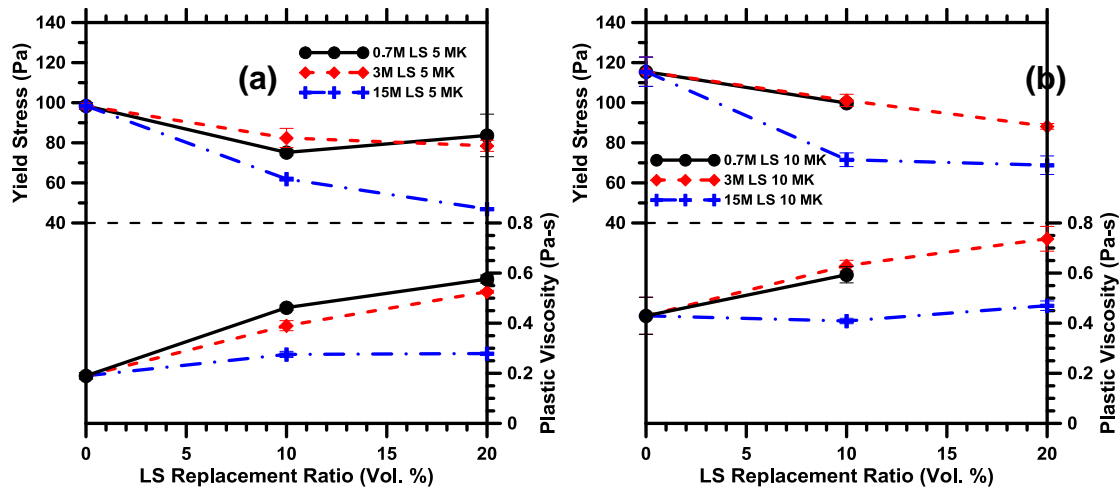 140
120
100
80
60
40
Yield Stress (Pa)
(a)
0.7M LS 5 MK
3M LS 5 MK
15M LS 5 MK
0.8
0.6
0.4
0.2
0
Plastic Viscosity (Pa-s)
0 5 10 15 20
LS Replacement Ratio (Vol. %)
140
120
100
80
60
40
Yield Stress (Pa)
(b)
0.7M LS 10 MK
3M LS 10 MK
15M LS 10 MK
0.8
0.6
0.4
0.2
0
Plastic Viscosity (Pa-s)
0 5 10 15 20
LS Replacement Ratio (Vol. %)